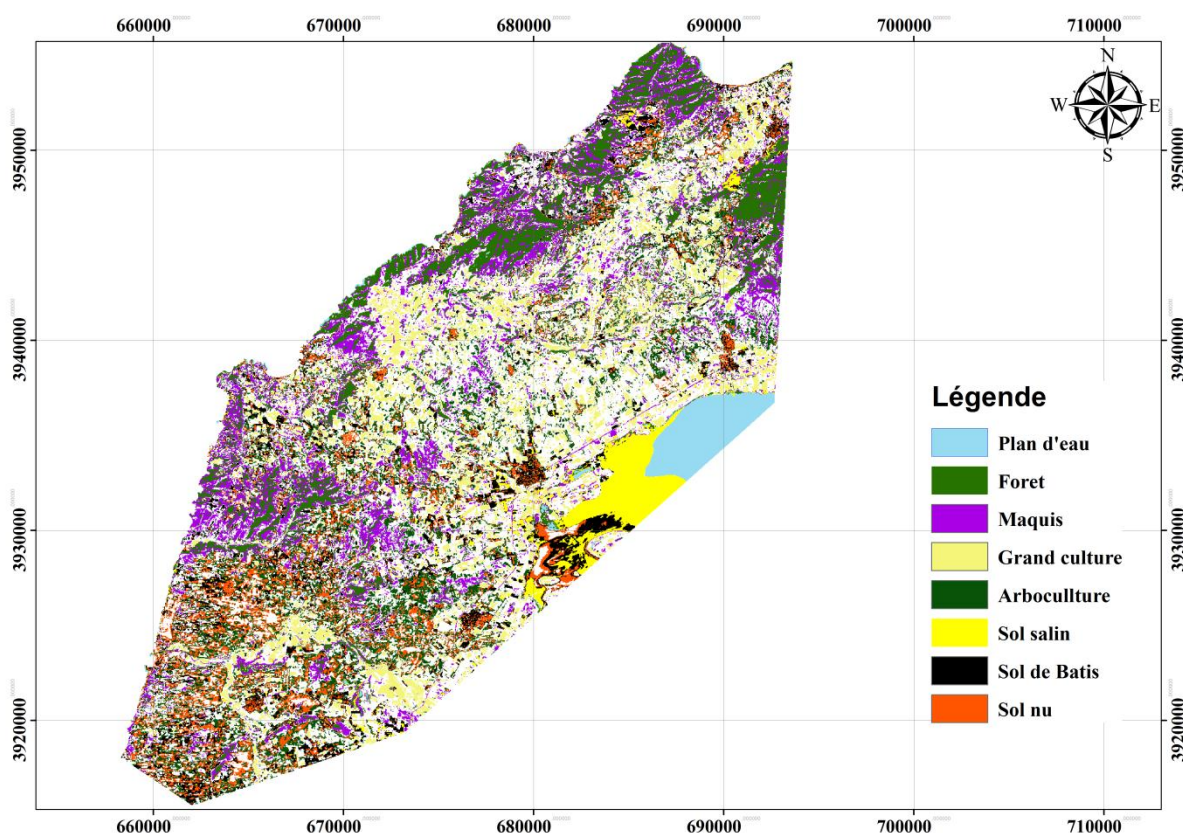 660000 670000 680000 690000 700000 710000
N
W E
S
3950000 3950000
3940000 3940000
Légende
Plan d'eau
Foret
Maquis
Grand culture
Arbocullture
Sol salin
Sol de Batis
Sol nu
3930000 3930000
3920000 3920000
660000 670000 680000 690000 700000 710000